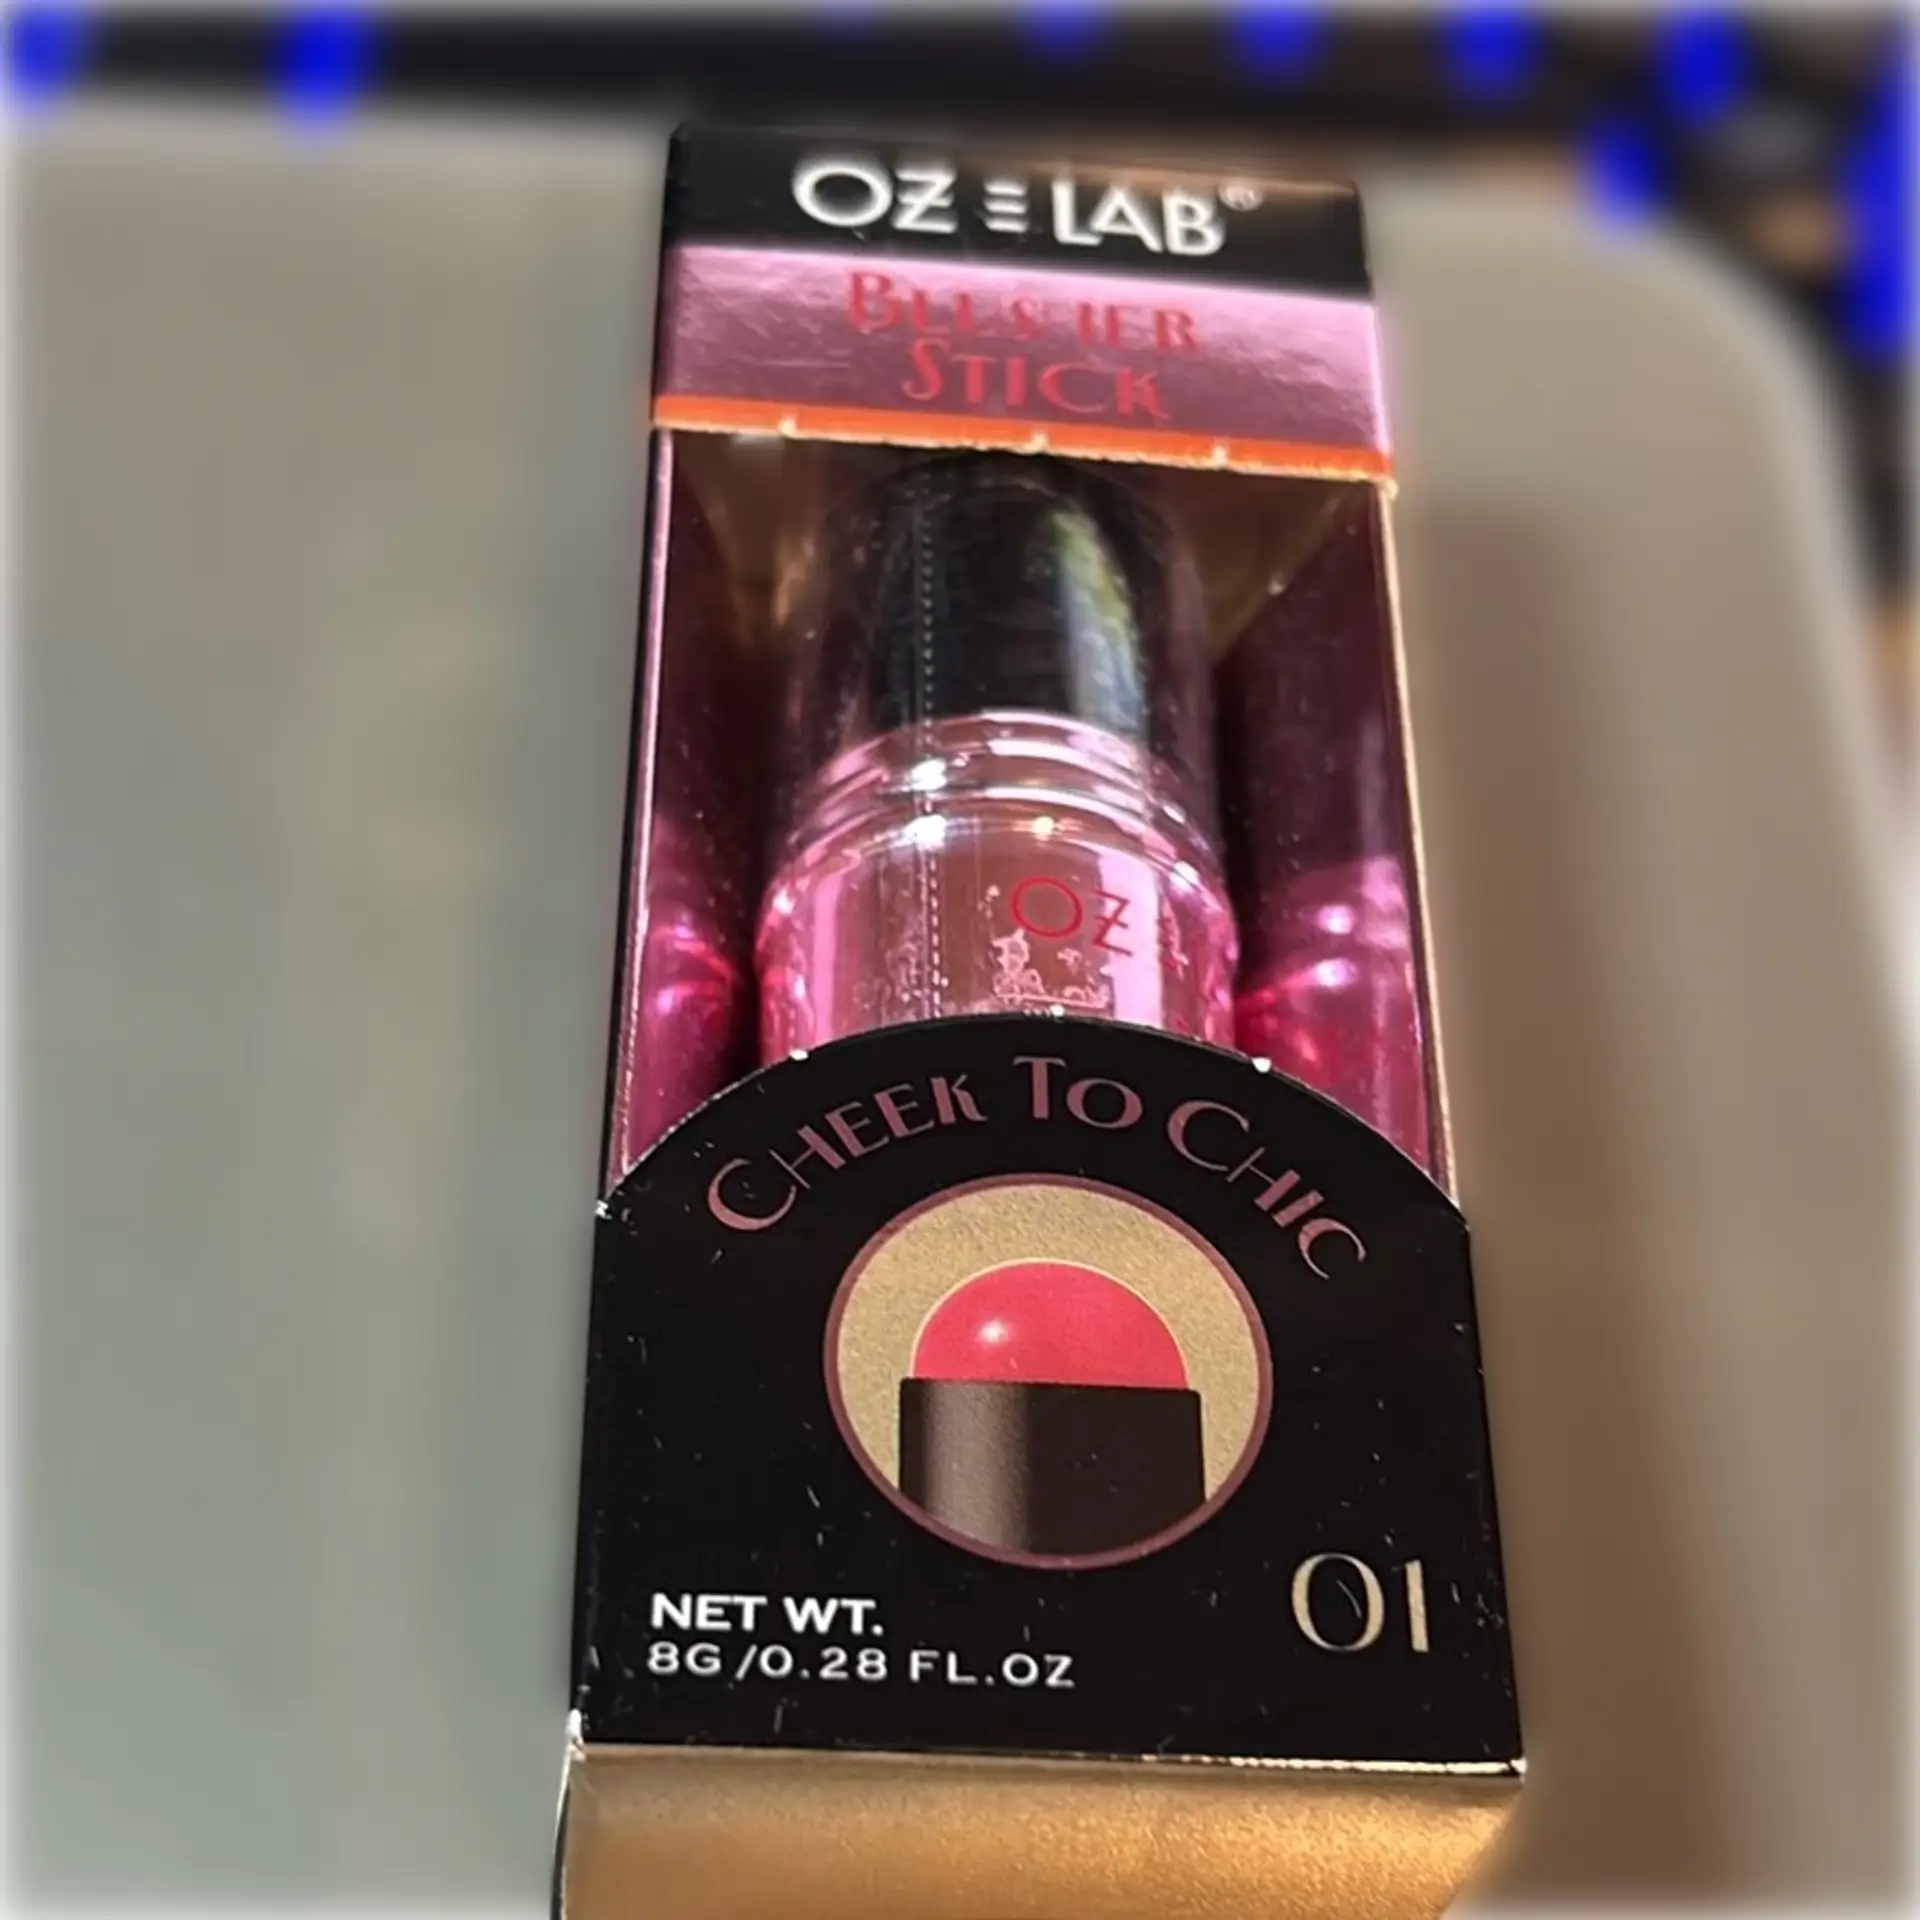 OZ LAB®
BLUSHER
STICK
OZ
CHEEK TO CHIC
01
NET WT.
8G/0.28 FL.OZ